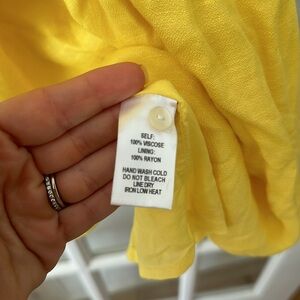 SELF:
100% VISCOSE
LINING:
100% RAYON
HAND WASH COLD
DO NOT BLEACH
LINE DRY
IRON LOW HEAT